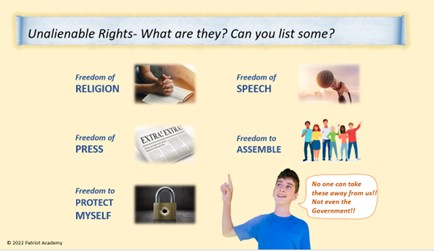 Unalienable Rights- What are they? Can you list some?
Freedom of
RELIGION
Freedom of
SPEECH
Freedom of
PRESS
EXTRA! EXTRA!
Freedom to
ASSEMBLE
Freedom to
PROTECT
MYSELF
No one can take
these away from us!!
Not even the
Government!!
© 2022 Patriot Academy